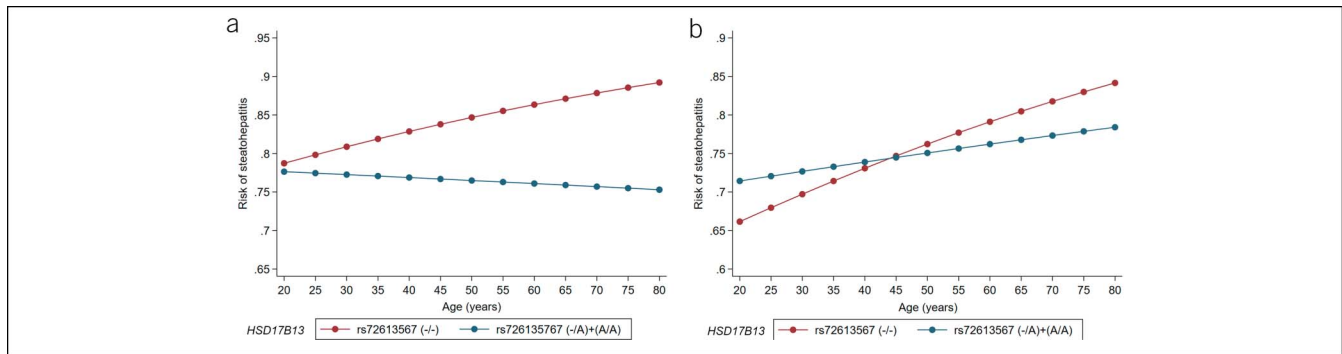 a
.95
.9
.85
.8
.75
.7
.65
Risk of steatohepatitis
20 25 30 35 40 45 50 55 60 65 70 75 80
Age (years)
HSD17B13 rs72613567 (-/-) rs726135767 (-/A)+(A/A)
b
.9
.85
.8
.75
.7
.65
.6
Risk of steatohepatitis
20 25 30 35 40 45 50 55 60 65 70 75 80
Age (years)
HSD17B13 rs72613567 (-/-) rs72613567 (-/A)+(A/A)